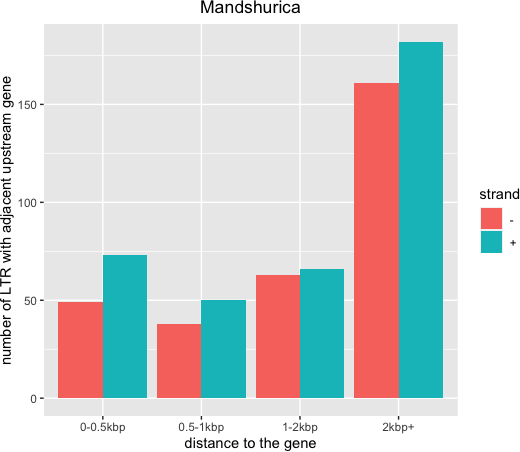 Mandshurica
number of LTR with adjacent upstream gene
150
100
50
0
0-0.5kbp 0.5-1kbp 1-2kbp 2kbp+
distance to the gene
strand
-
+